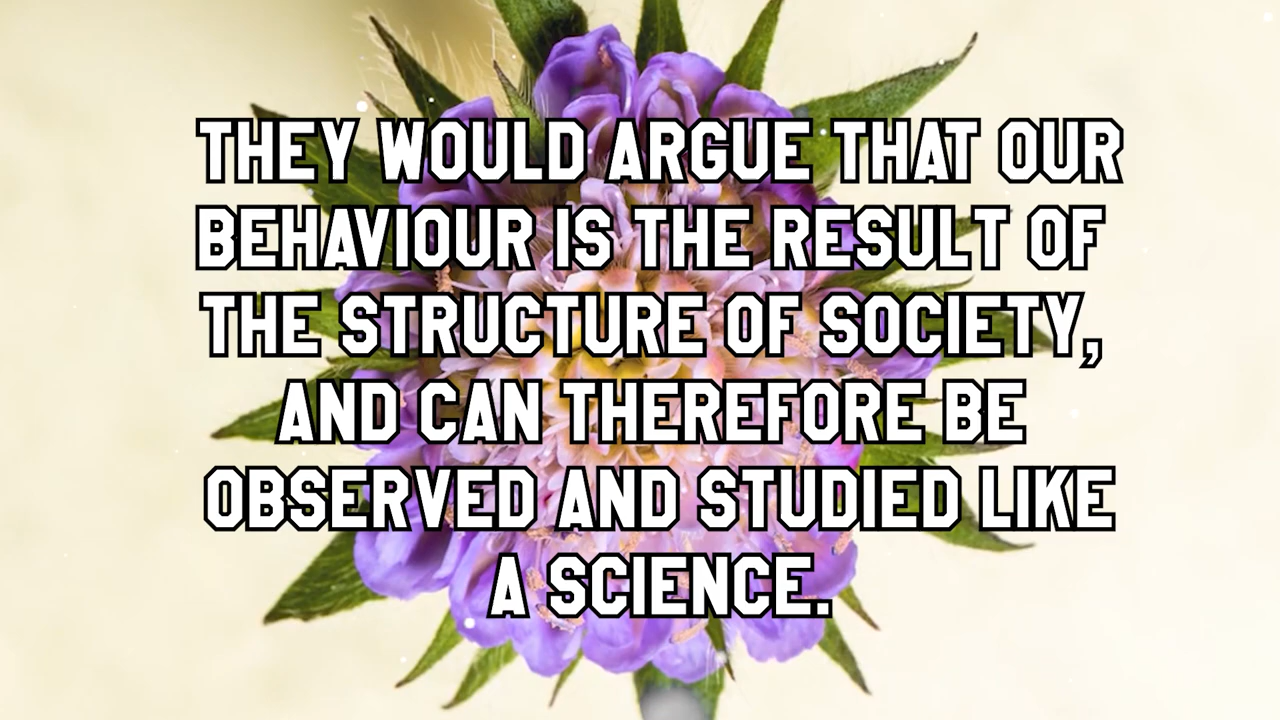 THEY WOULD ARGUE THAT OUR
BEHAVIOUR IS THE RESULT OF
THE STRUCTURE OF SOCIETY,
AND CAN THEREFORE BE
OBSERVED AND STUDIED LIKE
A SCIENCE.